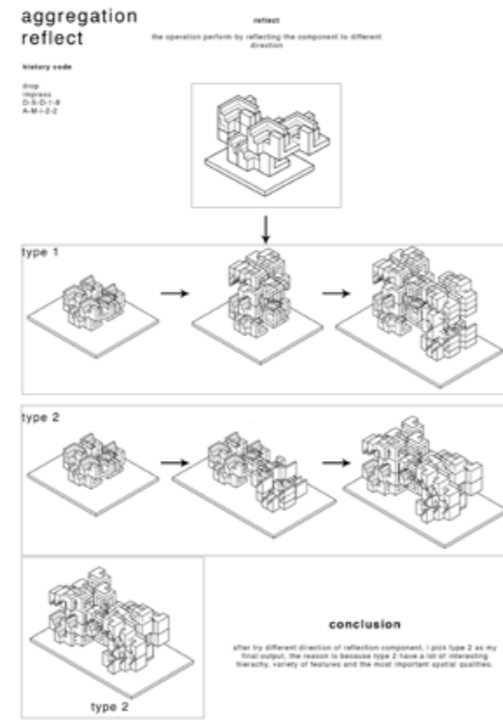 aggregation
reflect
reflect
the operation perform by reflecting the component to different
direction
history code
drop
impress
D-S-D-1-B
A-M-i-2-2
type 1
type 2
type 2
conclusion
after try different direction of reflection component, i pick type 2 as my
final output, the reason is because type 2 have a lot of interesting
hierachy, variety of features and the most important spatial qualities.